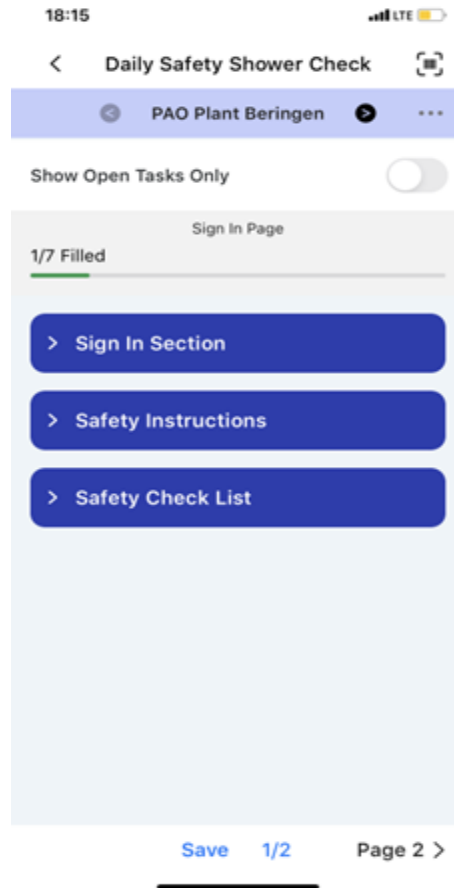 18:15 LTE
Daily Safety Shower Check
PAO Plant Beringen
Show Open Tasks Only
Sign In Page
1/7 Filled
Sign In Section
Safety Instructions
Safety Check List
Save 1/2 Page 2